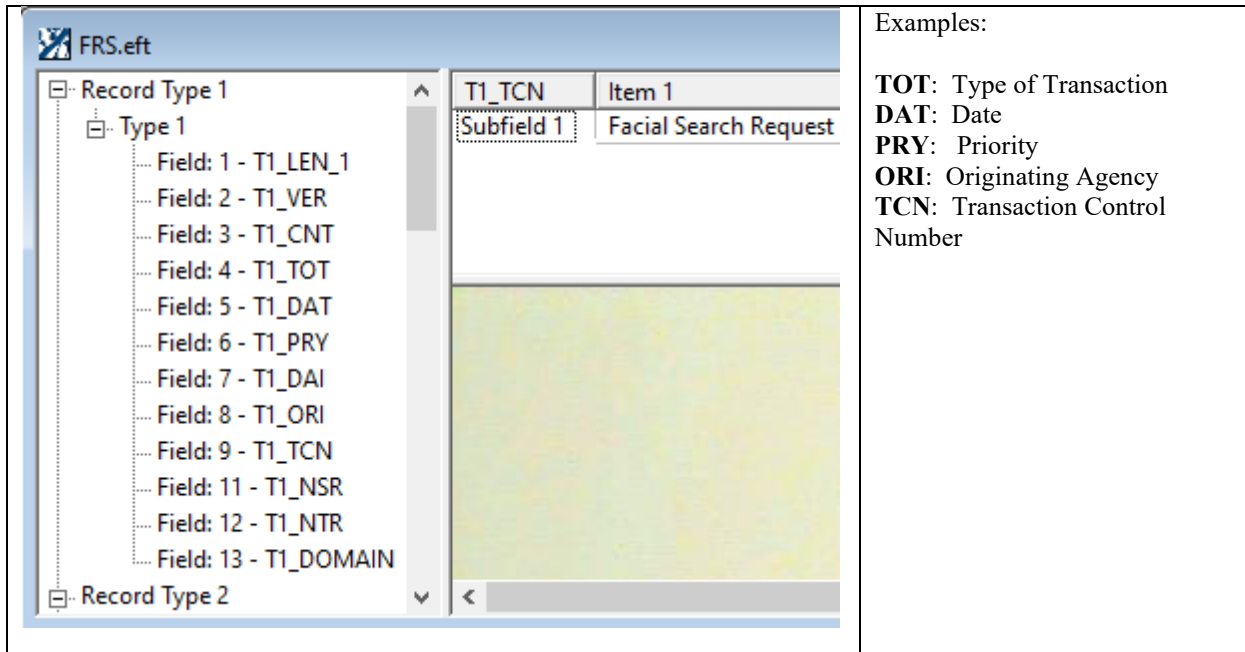 FRS.eft
Record Type 1
Type 1
Field: 1 - T1_LEN_1
Field: 2 - T1_VER
Field: 3 - T1_CNT
Field: 4 - T1_TOT
Field: 5 - T1_DAT
Field: 6 - T1_PRY
Field: 7 - T1_DAI
Field: 8 - T1_ORI
Field: 9 - T1_TCN
Field: 11 - T1_NSR
Field: 12 - T1_NTR
Field: 13 - T1_DOMAIN
Record Type 2
T1_TCN Item 1
Subfield 1 Facial Search Request
Examples:
TOT: Type of Transaction
DAT: Date
PRY: Priority
ORI: Originating Agency
TCN: Transaction Control
Number